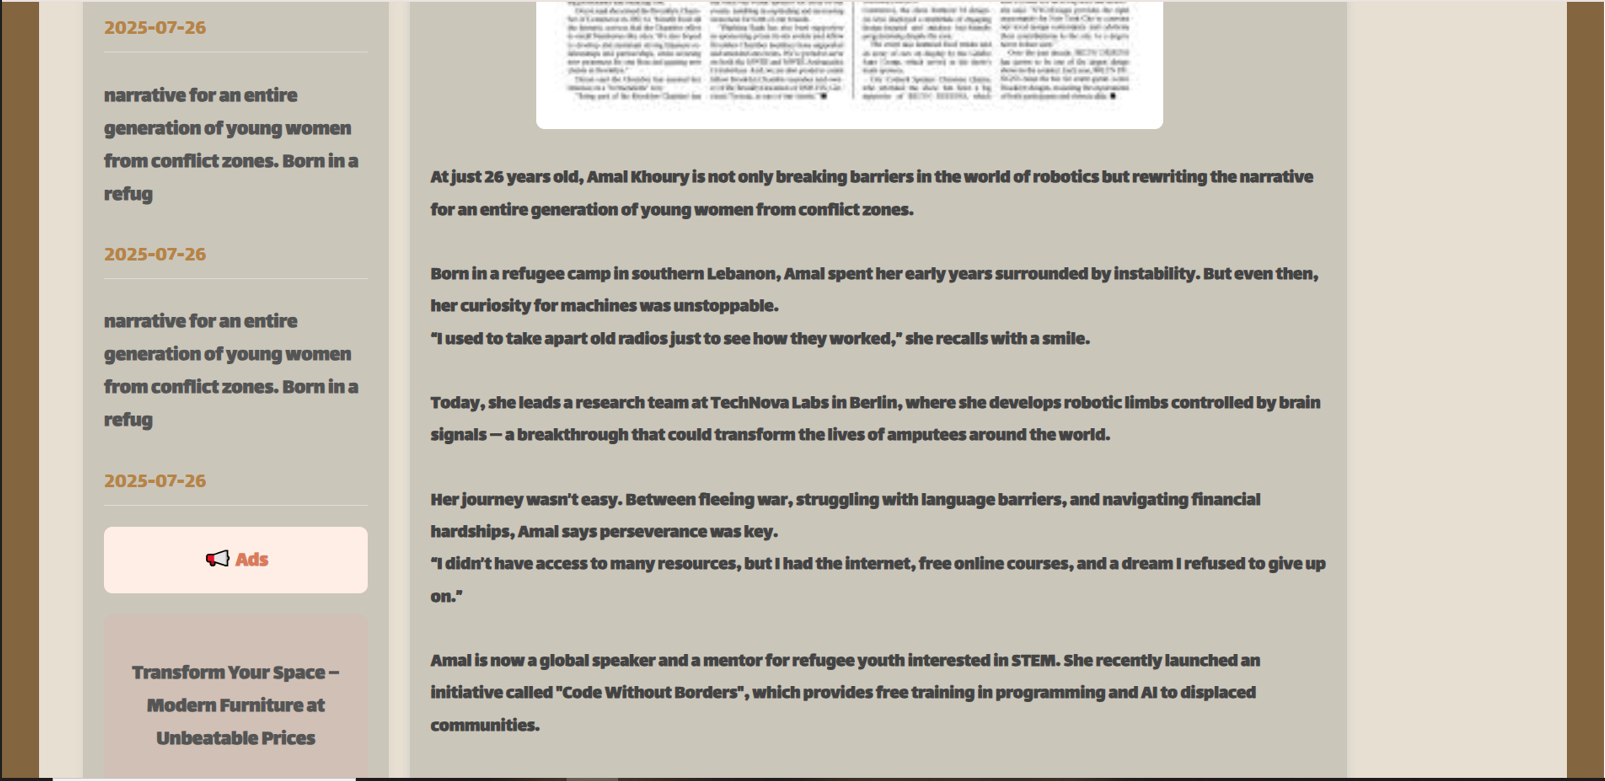 2025-07-26
narrative for an entire
generation of young women
from conflict zones. Born in a
refug
2025-07-26
narrative for an entire
generation of young women
from conflict zones. Born in a
refug
2025-07-26
Ads
Transform Your Space –
Modern Furniture at
Unbeatable Prices
At just 26 years old, Amal Khoury is not only breaking barriers in the world of robotics but rewriting the narrative
for an entire generation of young women from conflict zones.
Born in a refugee camp in southern Lebanon, Amal spent her early years surrounded by instability. But even then,
her curiosity for machines was unstoppable.
“I used to take apart old radios just to see how they worked,” she recalls with a smile.
Today, she leads a research team at TechNova Labs in Berlin, where she develops robotic limbs controlled by brain
signals — a breakthrough that could transform the lives of amputees around the world.
Her journey wasn't easy. Between fleeing war, struggling with language barriers, and navigating financial
hardships, Amal says perseverance was key.
“I didn't have access to many resources, but I had the internet, free online courses, and a dream I refused to give up
on.”
Amal is now a global speaker and a mentor for refugee youth interested in STEM. She recently launched an
initiative called "Code Without Borders", which provides free training in programming and AI to displaced
communities.